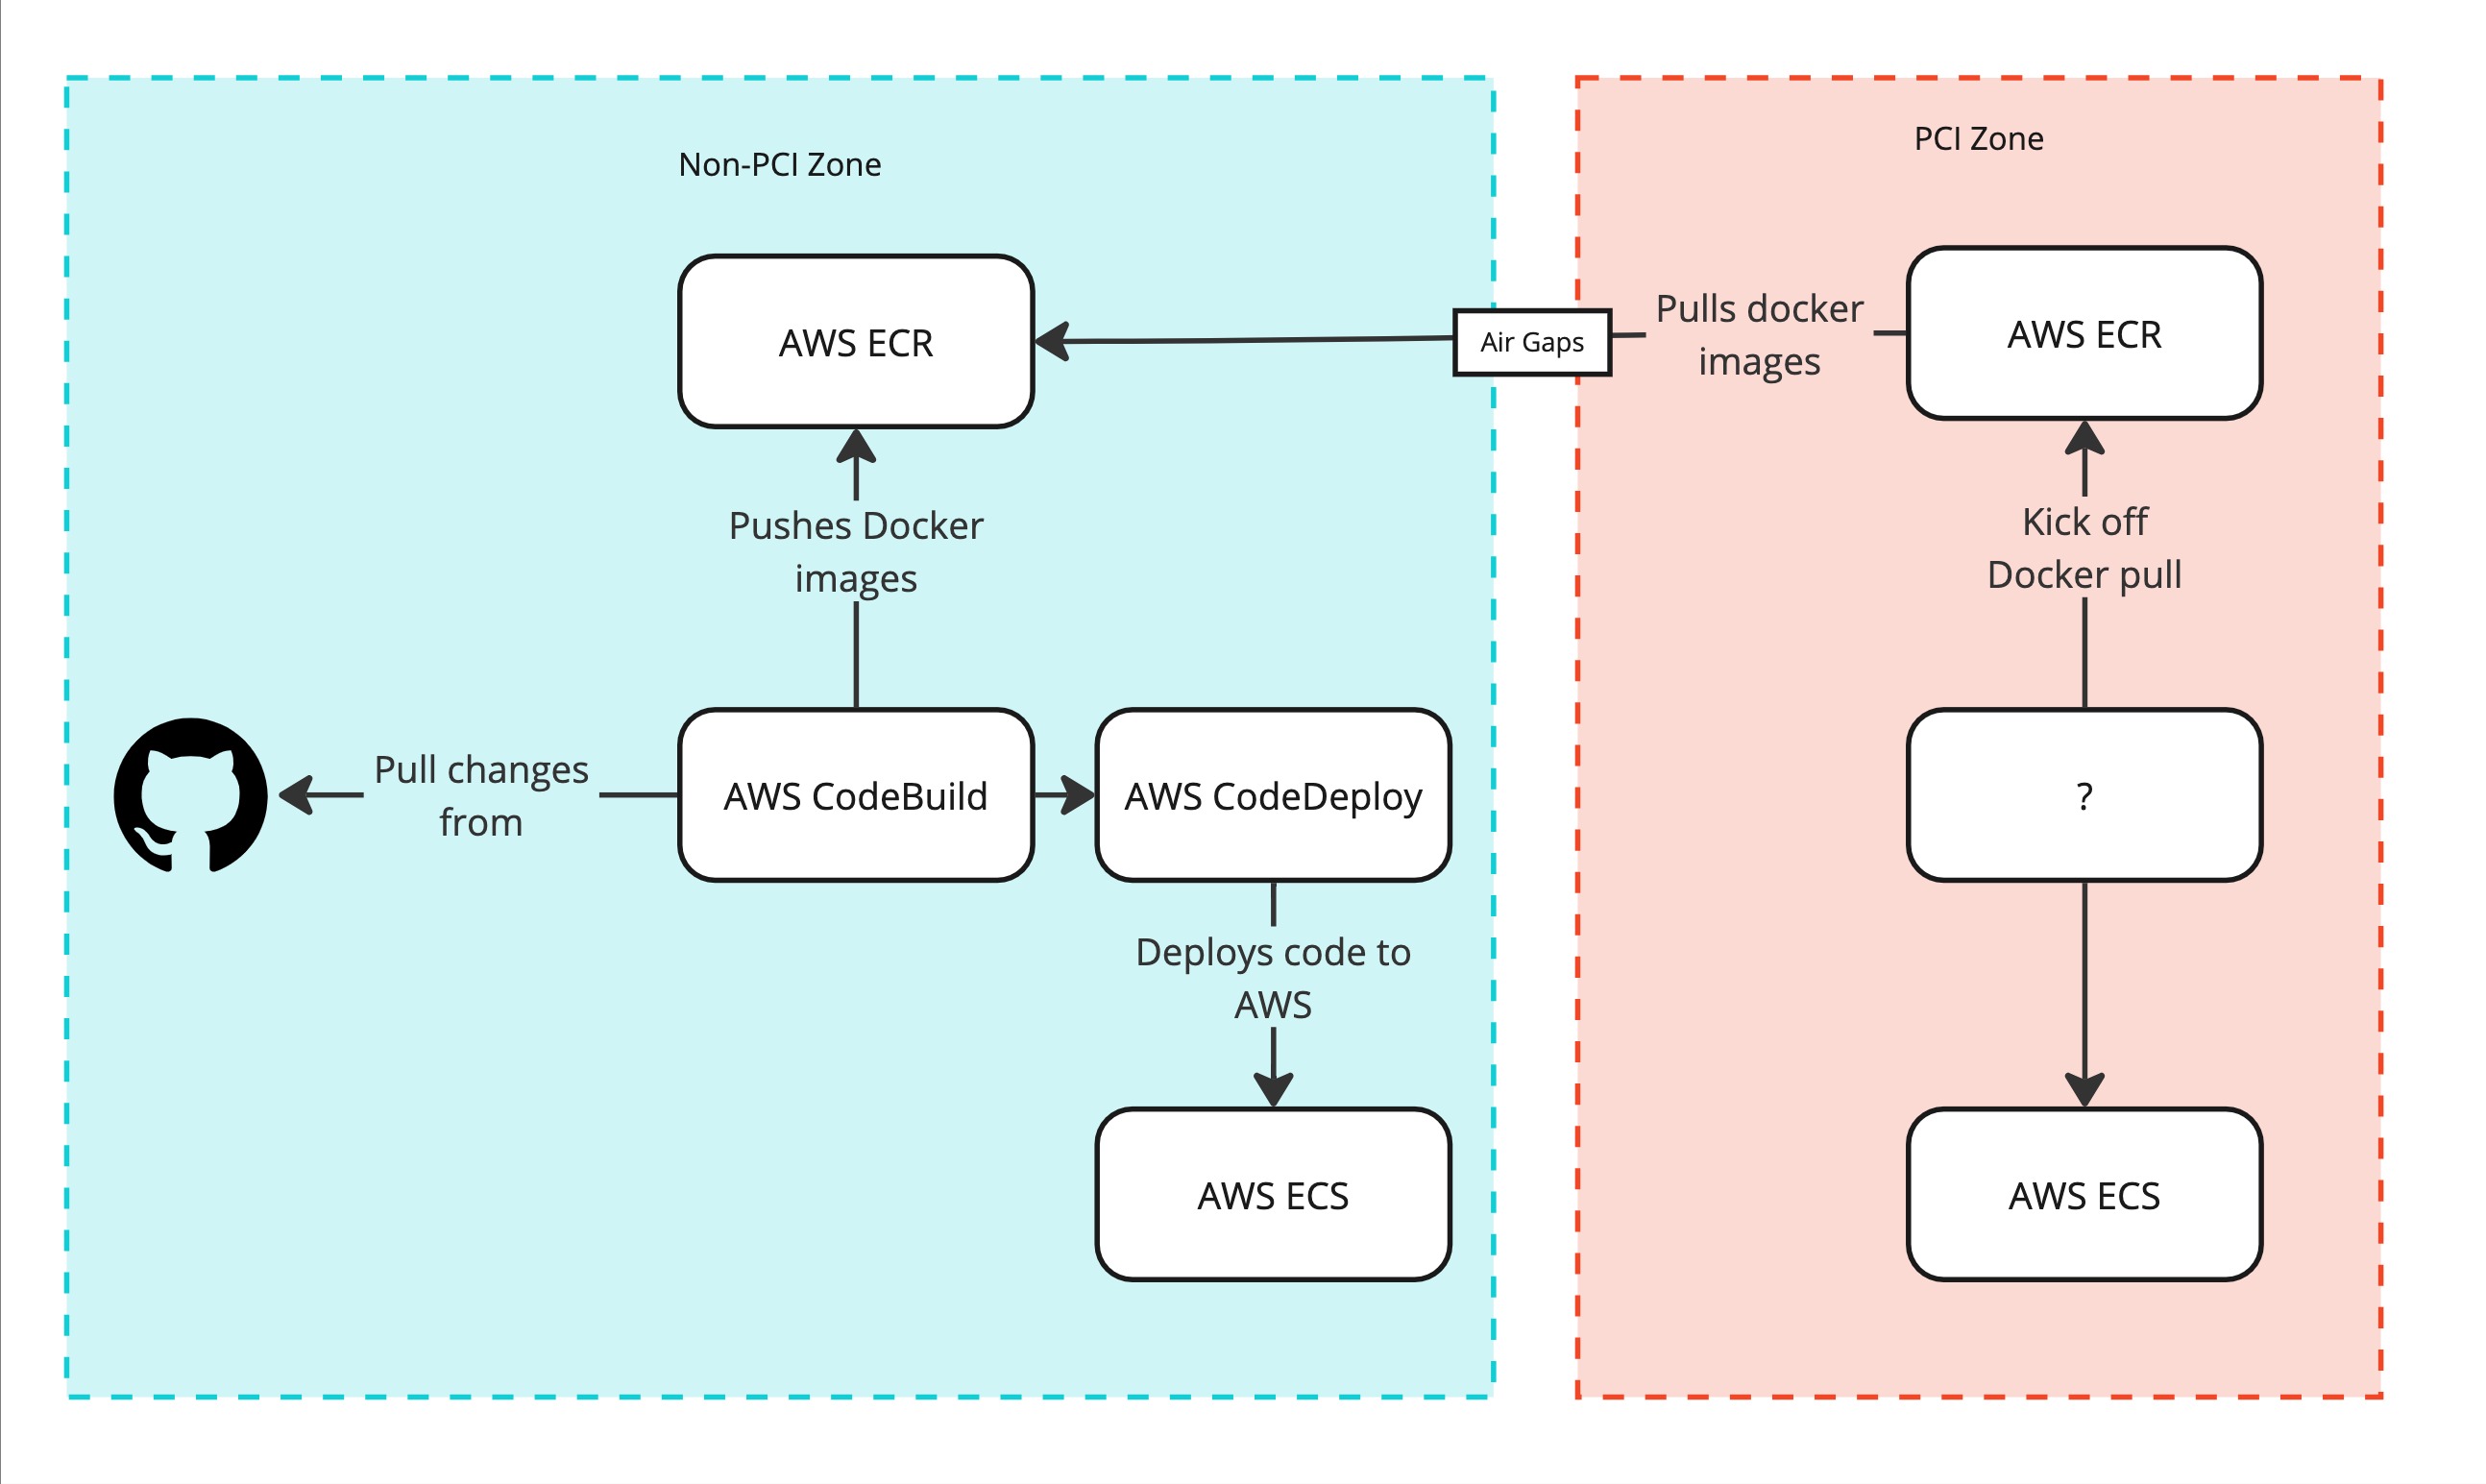 Non-PCI Zone
PCI Zone
AWS ECR
Air Gaps
Pulls docker
images
AWS ECR
Pushes Docker
images
Kick off
Docker pull
Pull changes
from
AWS CodeBuild
AWS CodeDeploy
?
Deploys code to
AWS
AWS ECS
AWS ECS